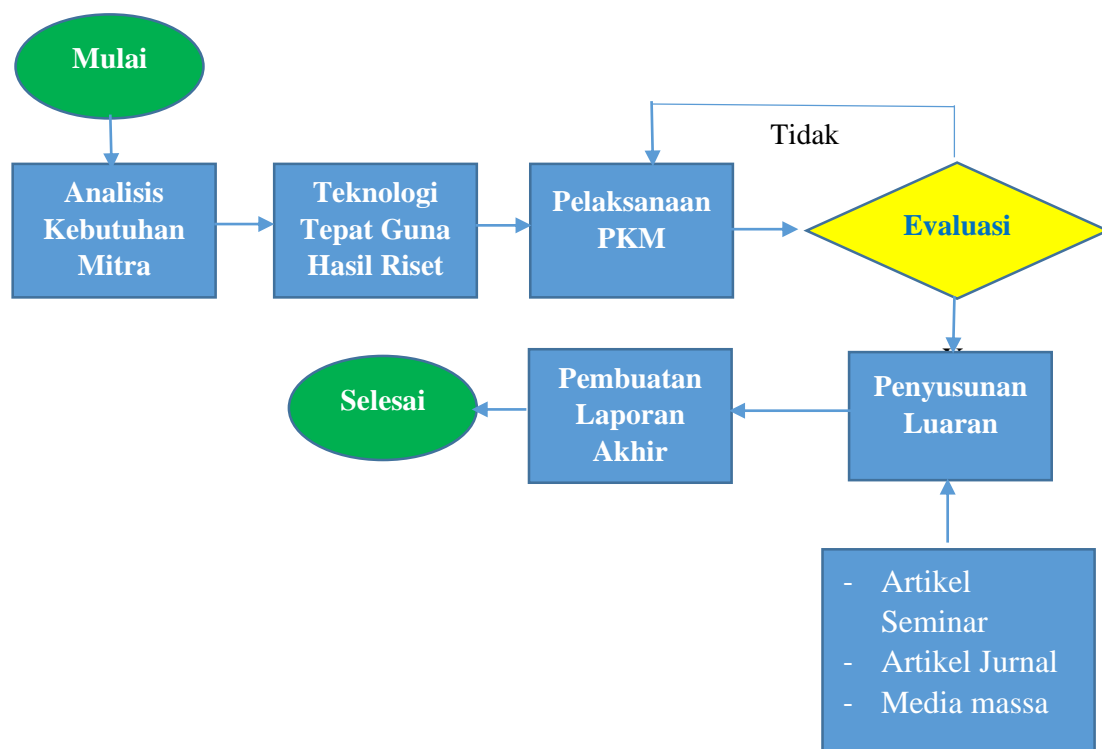 Mulai
Tidak
Analisis
Kebutuhan
Mitra
Teknologi
Tepat Guna
Hasil Riset
Pelaksanaan
PKM
Evaluasi
Selesai
Pembuatan
Laporan
Akhir
Penyusunan
Luaran
- Artikel
Seminar
- Artikel Jurnal
- Media massa